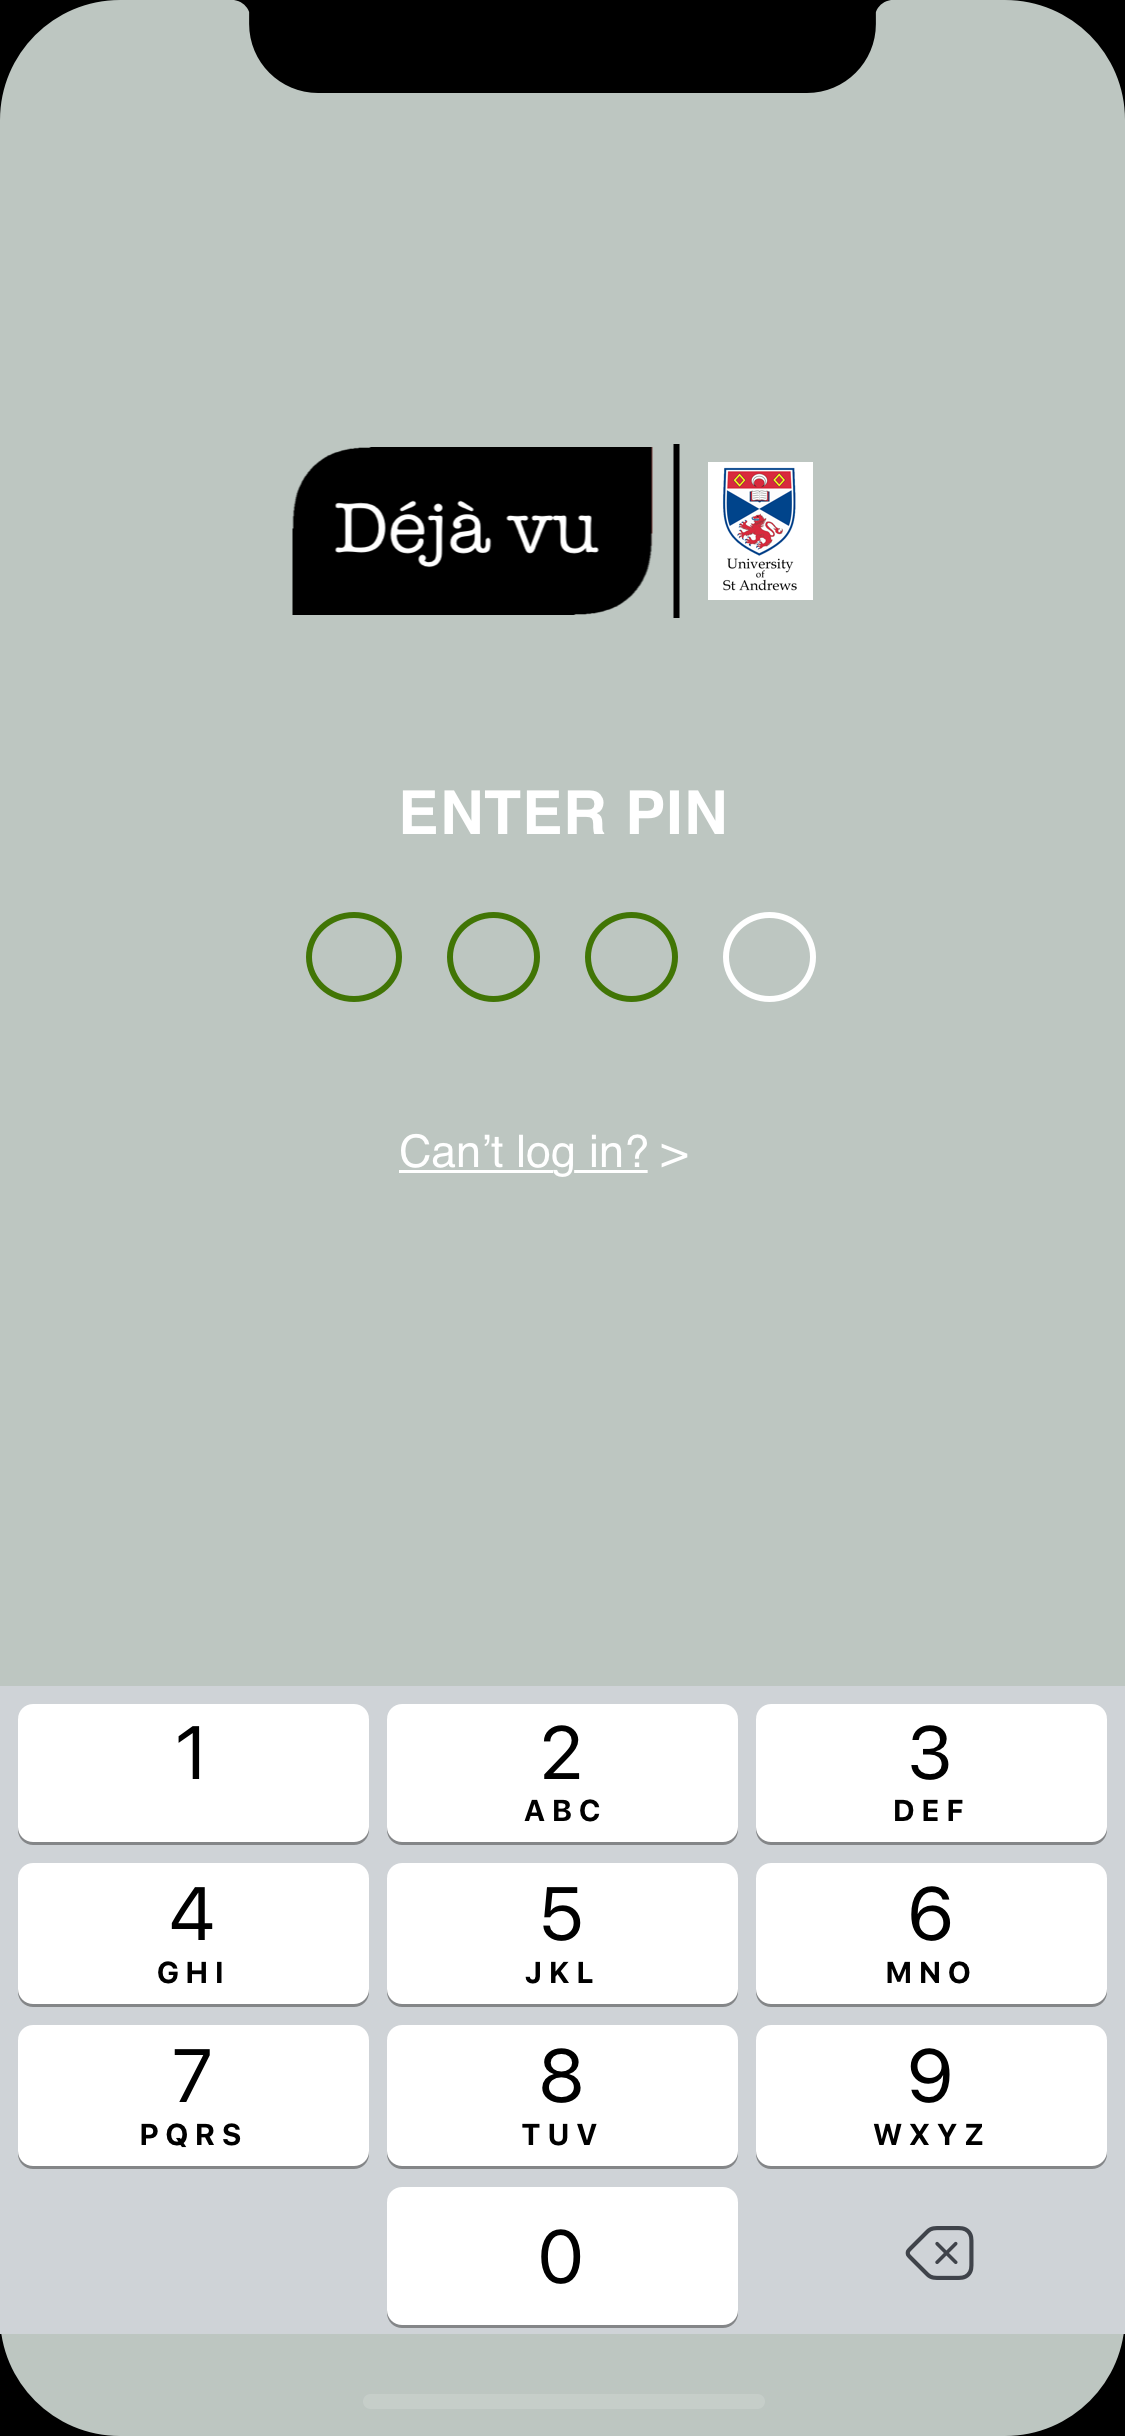 Déjà vu
University
of
St Andrews
ENTER PIN
Can’t log in? >
1
2
ABC
3
DEF
4
GHI
5
JKL
6
MNO
7
PQRS
8
TUV
9
WXYZ
0